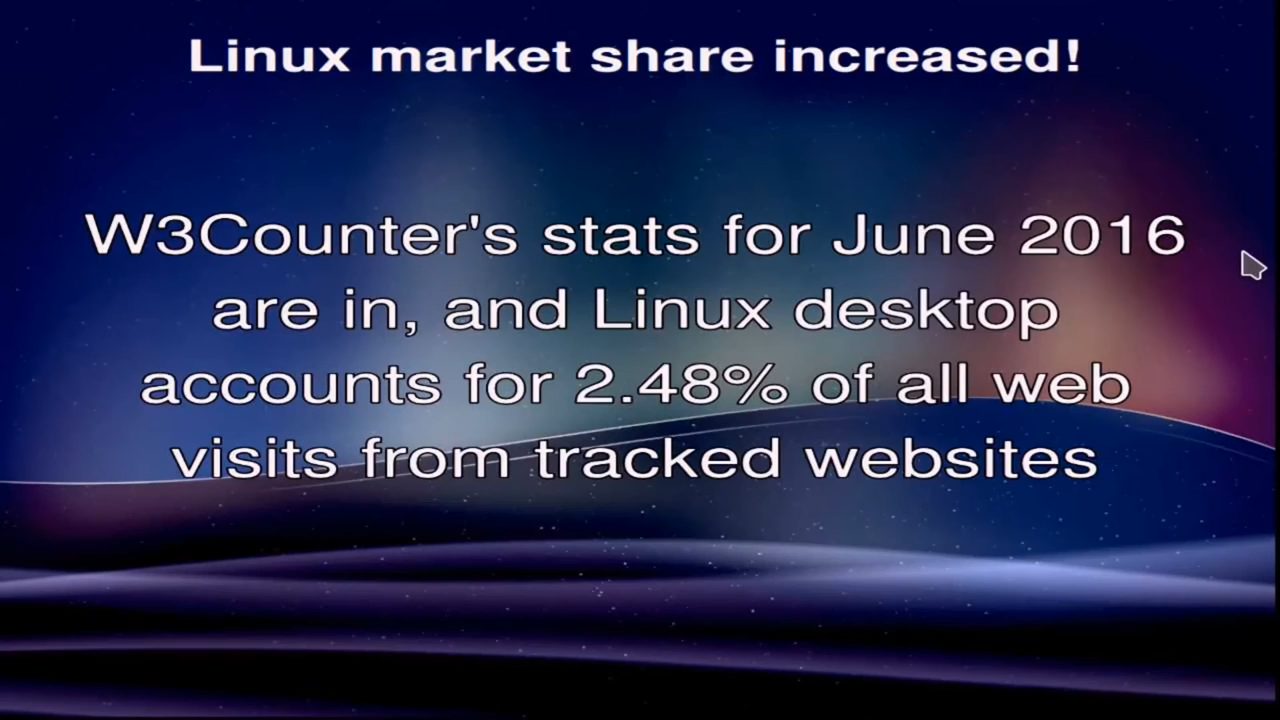 Linux market share increased!
W3Counter's stats for June 2016
are in, and Linux desktop
accounts for 2.48% of all web
visits from tracked websites